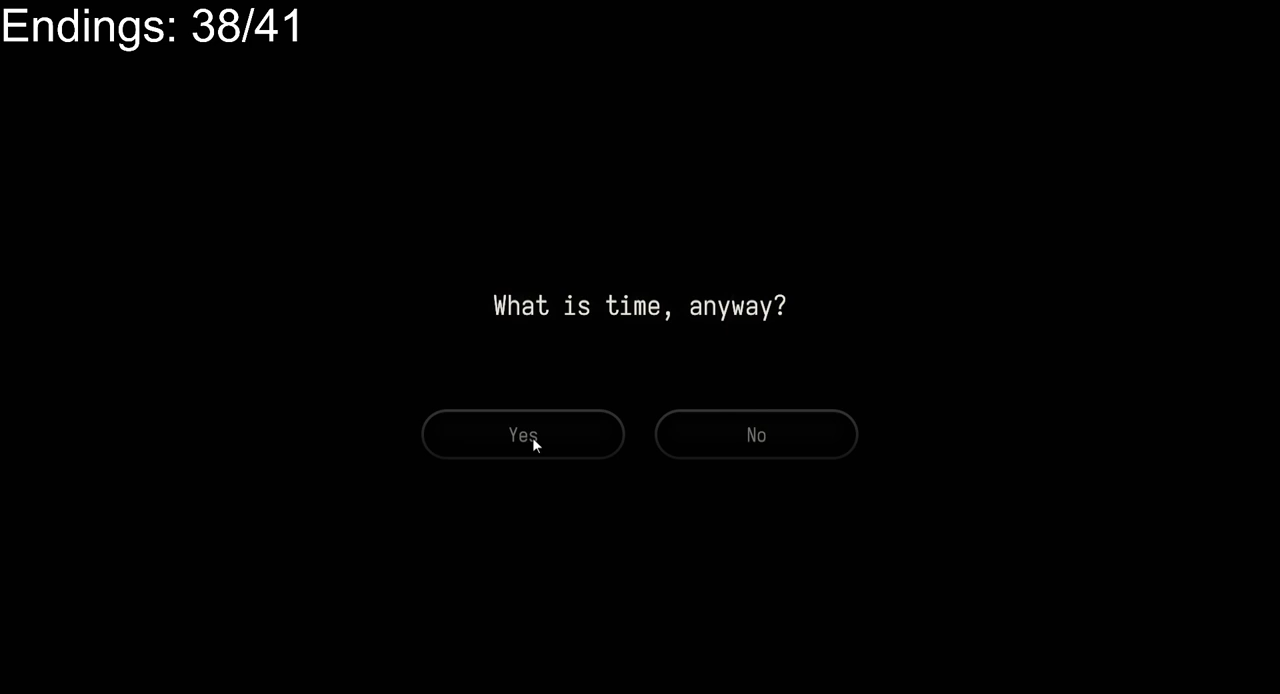 Endings: 38/41
What is time, anyway?
Yes
No